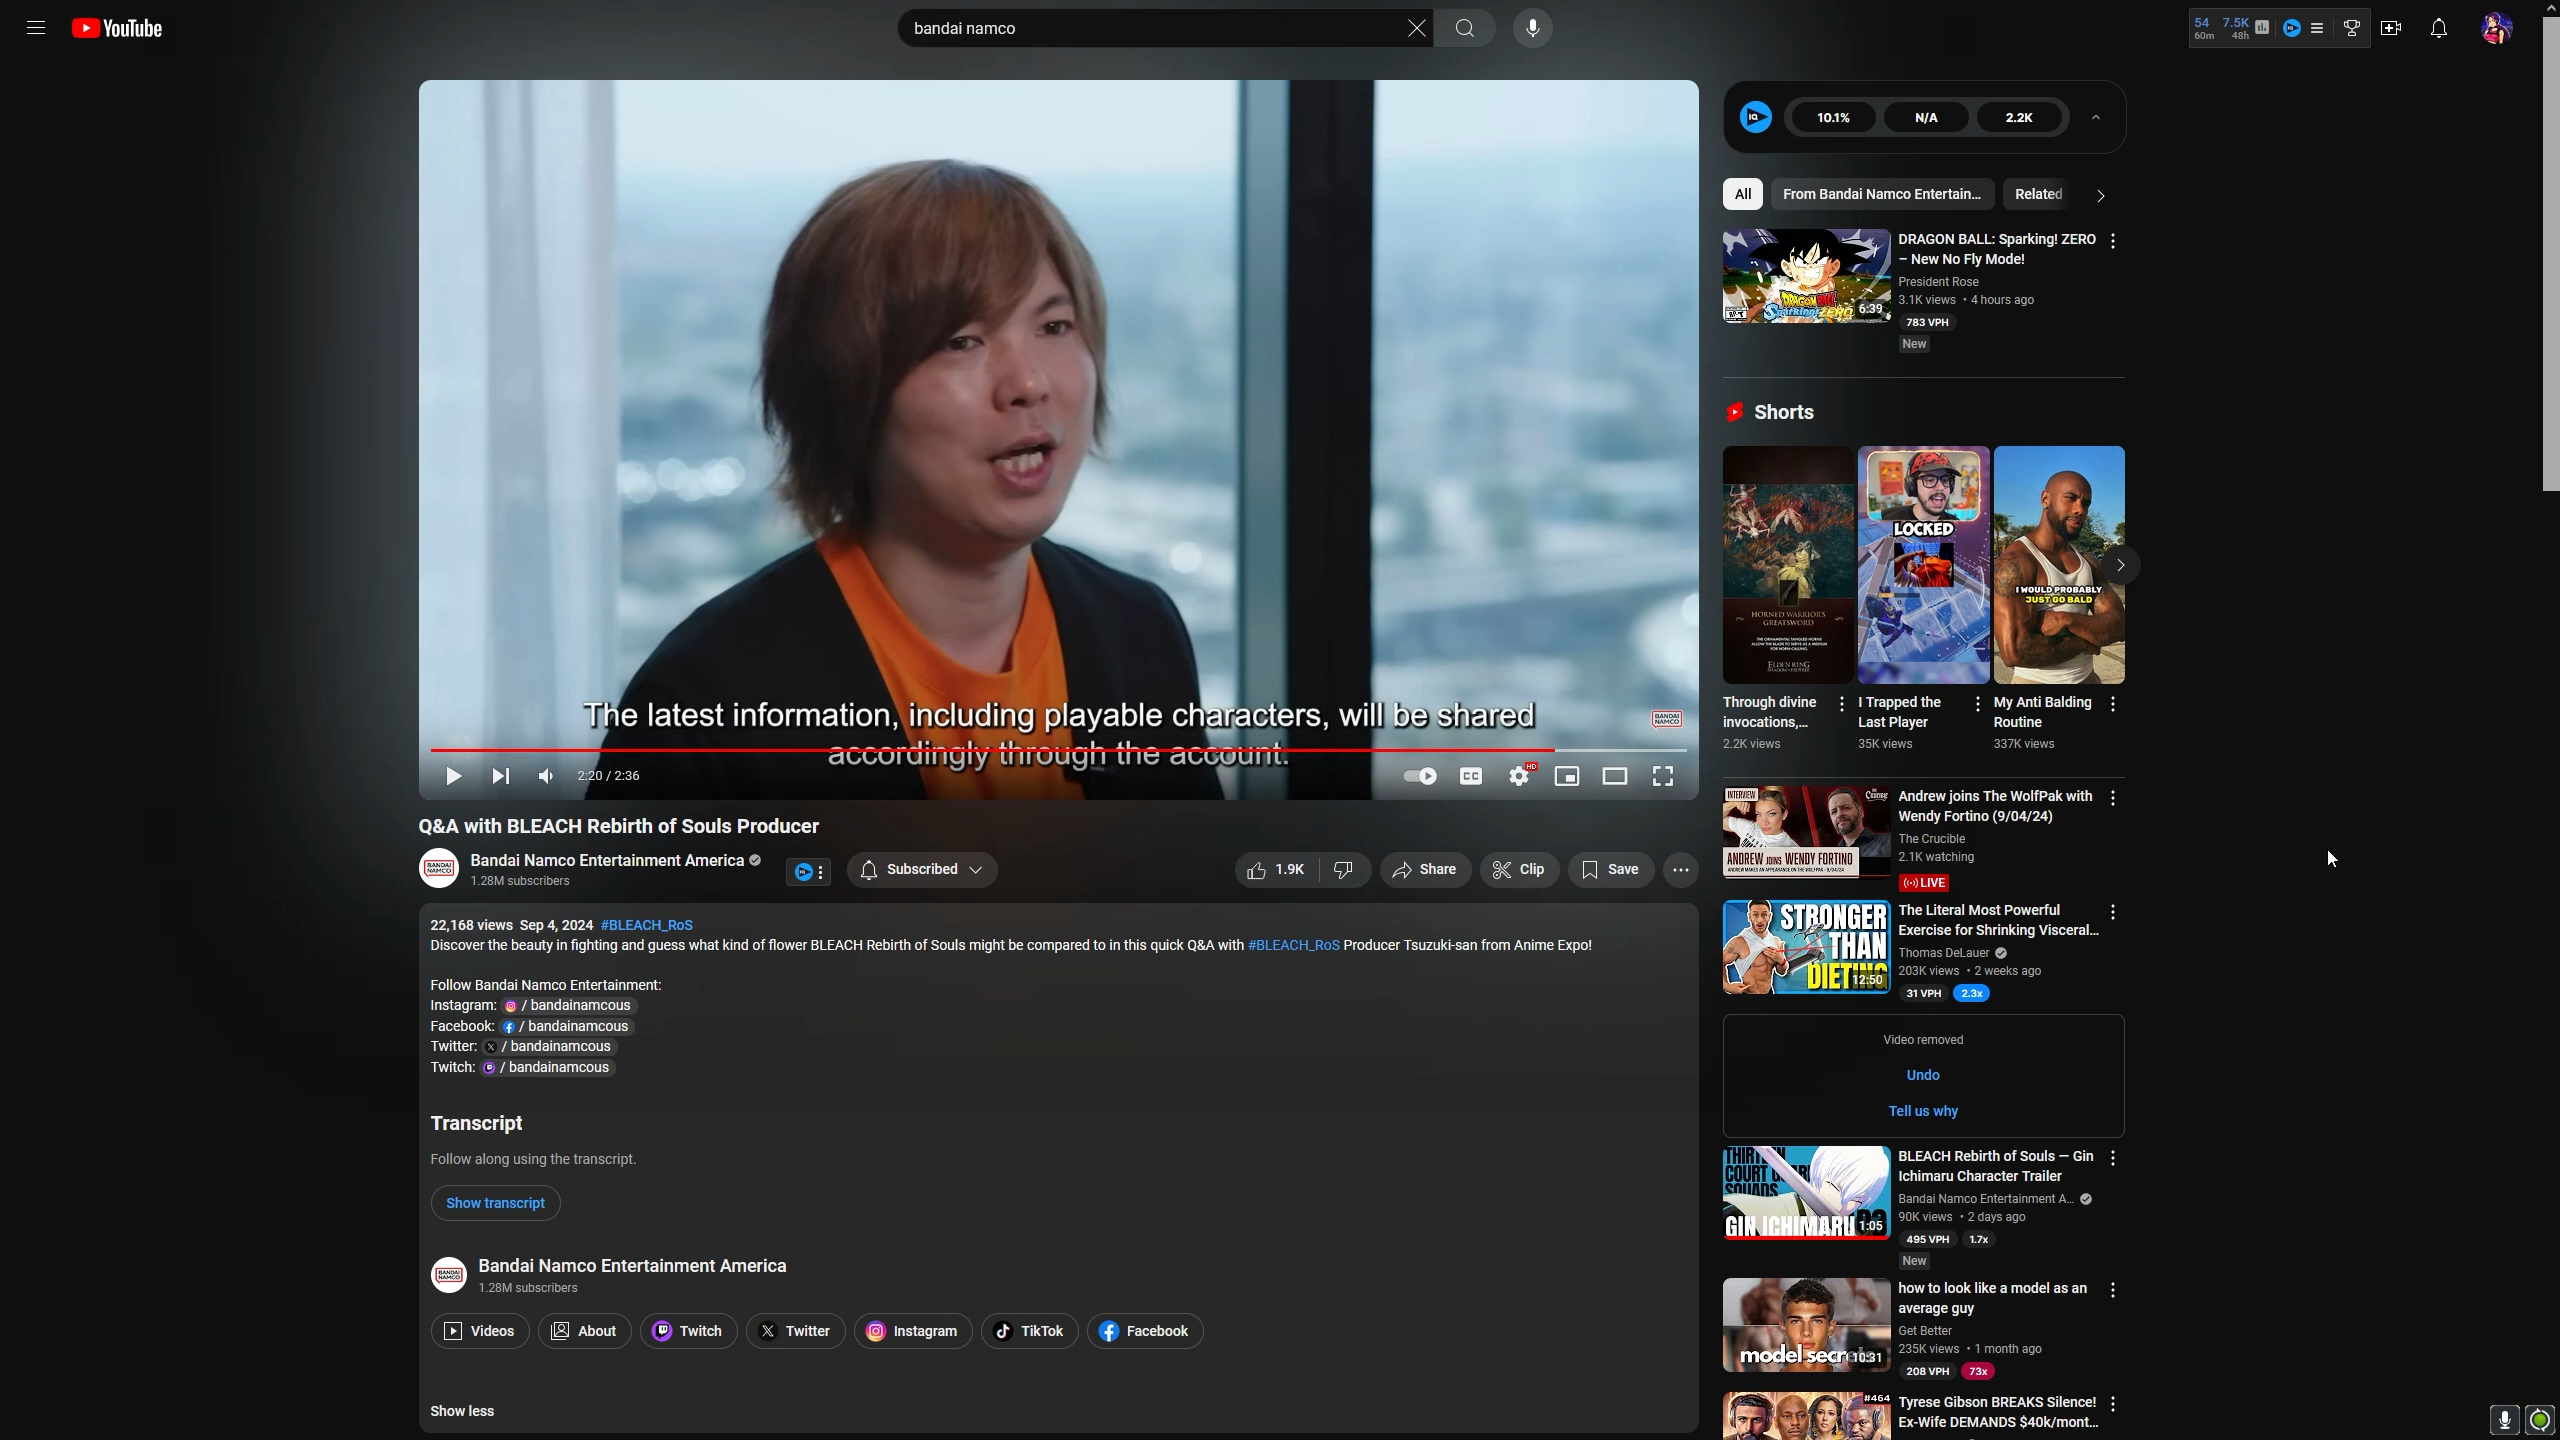 YouTube
bandai namco
54 7.5K
60m 48h
The latest information, including playable characters, will be shared
accordingly through the account.
BANDAI
NAMCO
2:20 / 2:36
CC
HD
Q&A with BLEACH Rebirth of Souls Producer
BANDAI
NAMCO
Bandai Namco Entertainment America
1.28M subscribers
Subscribed
1.9K
Share
Clip
Save
22,168 views Sep 4, 2024 #BLEACH_RoS
Discover the beauty in fighting and guess what kind of flower BLEACH Rebirth of Souls might be compared to in this quick Q&A with #BLEACH_RoS Producer Tsuzuki-san from Anime Expo!
Follow Bandai Namco Entertainment:
Instagram: / bandainamcous
Facebook: / bandainamcous
Twitter: / bandainamcous
Twitch: / bandainamcous
Transcript
Follow along using the transcript.
Show transcript
BANDAI
NAMCO
Bandai Namco Entertainment America
1.28M subscribers
Videos
About
Twitch
Twitter
Instagram
TikTok
Facebook
Show less
IQ
10.1%
N/A
2.2K
All
From Bandai Namco Entertain...
Related
DRAGON BALL
Sparking! ZERO
6:39
DRAGON BALL: Sparking! ZERO
– New No Fly Mode!
President Rose
3.1K views • 4 hours ago
783 VPH
New
Shorts
HORNED WARRIOR'S
GREATSWORD
THE ORNAMENTAL TANGLED HORNS
ALLOW THE BLADE TO SERVE AS A MEDIUM
FOR HORN-CALLING.
ELDEN RING
LOCKED
I WOULD PROBABLY
JUST GO BALD
Through divine
invocations,...
2.2K views
I Trapped the
Last Player
35K views
My Anti Balding
Routine
337K views
INTERVIEW
CRUCIBLE
ANDREW JOINS WENDY FORTINO
ANDREW MAKES AN APPEARANCE ON THE WOLFPAK - 9/04/24
Andrew joins The WolfPak with
Wendy Fortino (9/04/24)
The Crucible
2.1K watching
LIVE
STRONGER
THAN
DIETING
12:50
The Literal Most Powerful
Exercise for Shrinking Visceral...
Thomas DeLauer
203K views • 2 weeks ago
31 VPH
2.3x
Video removed
Undo
Tell us why
THIRTEEN
COURT GUARD
SQUADS
GIN ICHIMARU
1:05
BLEACH Rebirth of Souls — Gin
Ichimaru Character Trailer
Bandai Namco Entertainment A...
90K views • 2 days ago
495 VPH
1.7x
New
model secr
10:31
how to look like a model as an
average guy
Get Better
235K views • 1 month ago
208 VPH
73x
#464
Tyrese Gibson BREAKS Silence!
Ex-Wife DEMANDS $40k/mont...